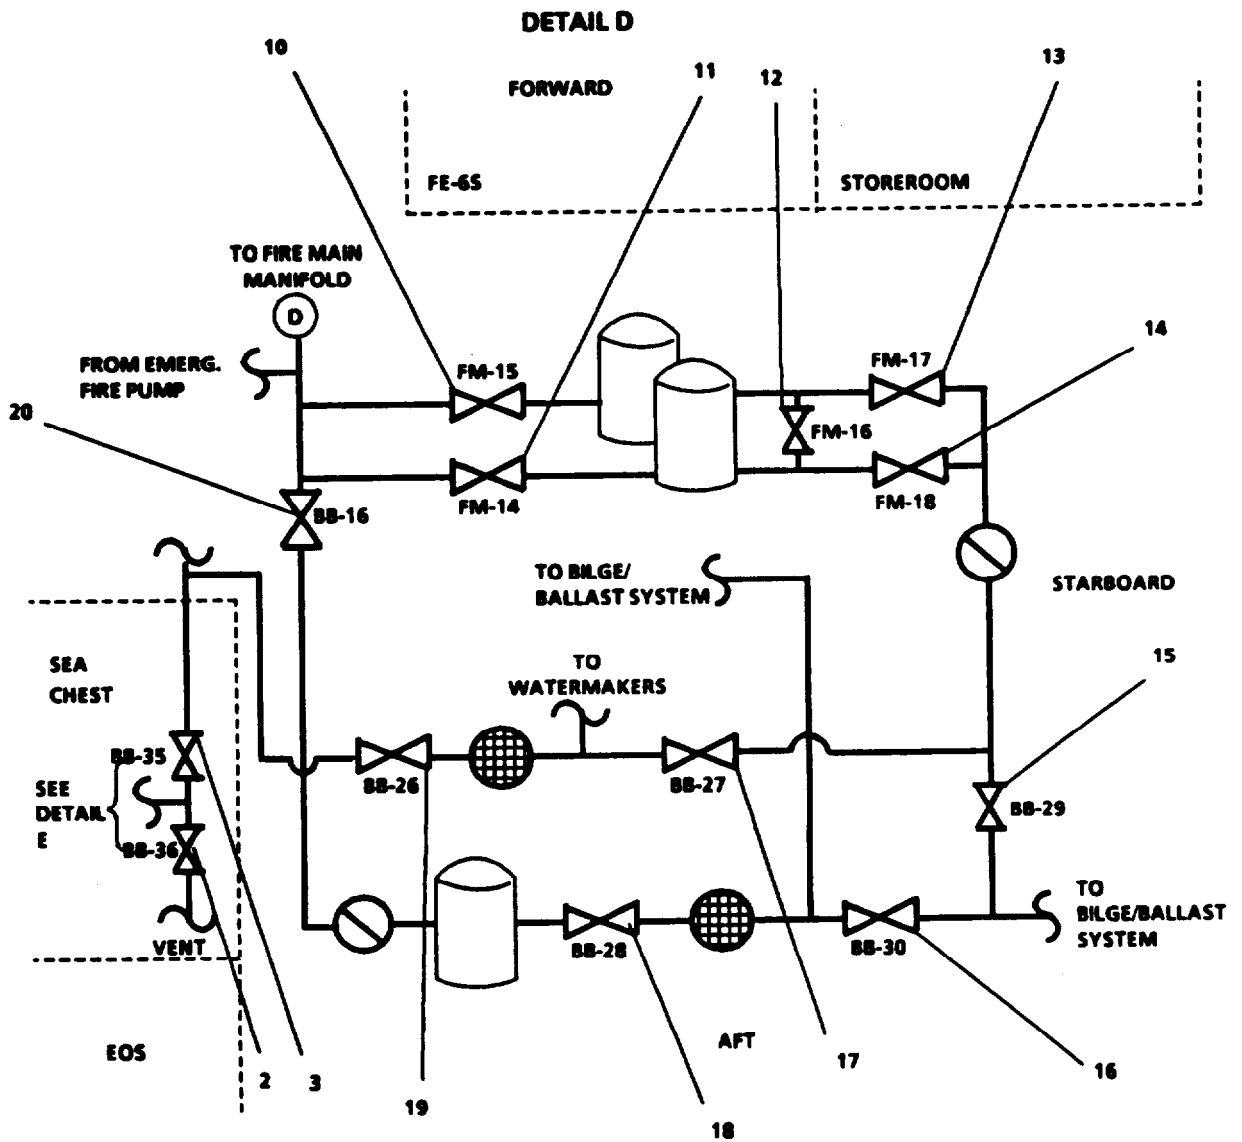 DETAIL D
10
FORWARD
11
12
13
FE-6S
STOREROOM
TO FIRE MAIN
MANIFOLD
D
FROM EMERG.
FIRE PUMP
FM-15
FM-17
14
20
FM-16
FM-14
FM-18
BB-16
TO BILGE/
BALLAST SYSTEM
STARBOARD
SEA
CHEST
TO
WATERMAKERS
15
BB-35
BB-26
BB-27
SEE
DETAIL
E
BB-29
BB-36
VENT
BB-28
BB-30
TO
BILGE/BALLAST
SYSTEM
EOS
AFT
2
3
19
18
17
16